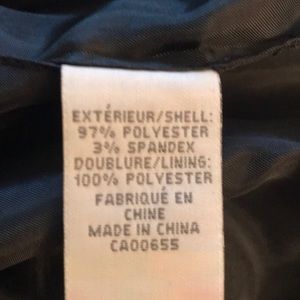 EXTÉRIEUR/SHELL:
97% POLYESTER
3% SPANDEX
DOUBLURE/LINING:
100% POLYESTER
FABRIQUÉ EN
CHINE
MADE IN CHINA
CA00655